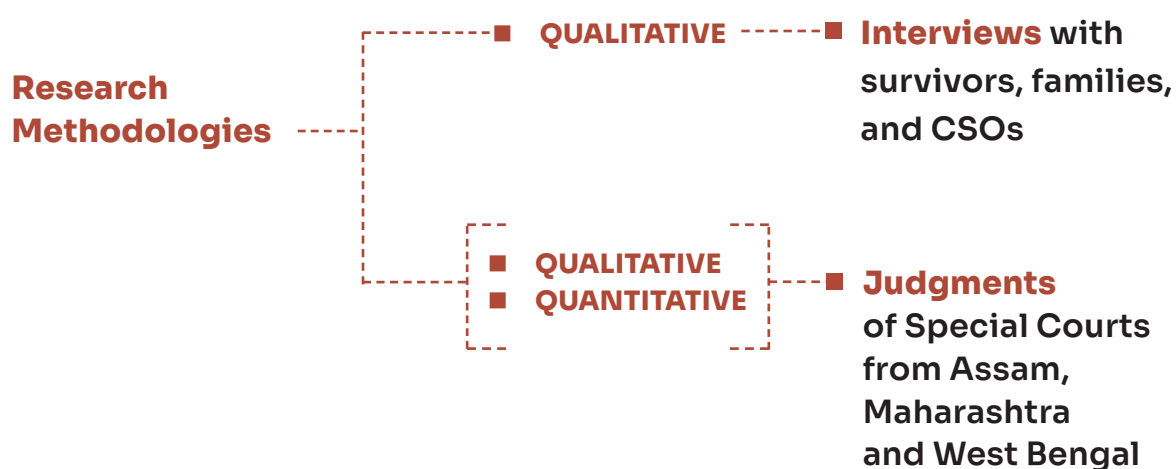 Research
Methodologies
QUALITATIVE
Interviews with
survivors, families,
and CSOs
QUALITATIVE
QUANTITATIVE
Judgments
of Special Courts
from Assam,
Maharashtra
and West Bengal